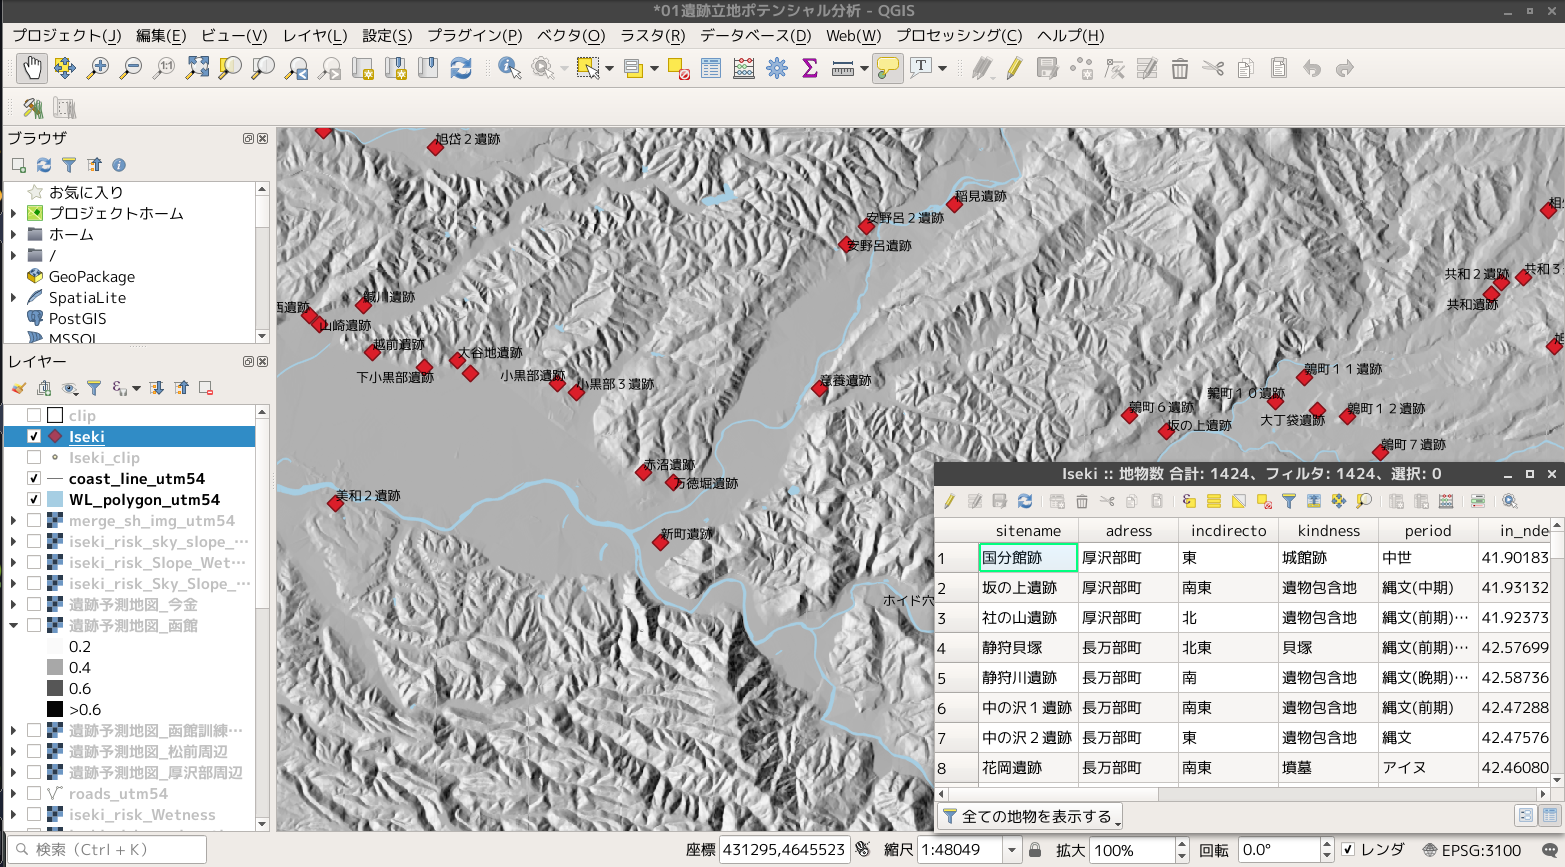 *01遺跡立地ポテンシャル分析 - QGIS
プロジェクト(J) 編集(E) ビュー(V) レイヤ(L) 設定(S) プラグイン(P) ベクタ(O) ラスタ(R) データベース(D) Web(W) プロセッシング(C) ヘルプ(H)
ブラウザ
お気に入り
プロジェクトホーム
ホーム
/
GeoPackage
SpatiaLite
PostGIS
MSSQL
レイヤー
clip
Iseki
Iseki_clip
coast_line_utm54
WL_polygon_utm54
merge_sh_img_utm54
iseki_risk_sky_slope_…
iseki_risk_Slope_Wet…
iseki_risk_Sky_Slope_…
遺跡予測地図_今金
遺跡予測地図_函館
0.2
0.4
0.6
>0.6
遺跡予測地図_函館訓練…
遺跡予測地図_松前周辺
遺跡予測地図_厚沢部周辺
roads_utm54
iseki_risk_Wetness
旭岱２遺跡
稲見遺跡
安野呂２遺跡
安野呂遺跡
共和２遺跡
共和３
共和遺跡
鍜川遺跡
西遺跡
山崎遺跡
越前遺跡
大谷地遺跡
下小黒部遺跡
小黒部遺跡
小黒部３遺跡
意養遺跡
鶉町１１遺跡
鶉町１０遺跡
鶉町６遺跡
大丁袋遺跡
鶉町１２遺跡
坂の上遺跡
鶉町７遺跡
赤沼遺跡
万徳堀遺跡
美和２遺跡
新町遺跡
ホイド穴
Iseki :: 地物数 合計: 1424、フィルタ: 1424、選択: 0
sitename adress incdirecto kindness period in_nde
1 国分館跡 厚沢部町 東 城館跡 中世 41.90183
2 坂の上遺跡 厚沢部町 南東 遺物包含地 縄文(中期) 41.93132
3 社の山遺跡 厚沢部町 北 遺物包含地 縄文(前期)… 41.92373
4 静狩貝塚 長万部町 北東 貝塚 縄文(前期)… 42.57699
5 静狩川遺跡 長万部町 南 遺物包含地 縄文(晩期)… 42.58736
6 中の沢１遺跡 長万部町 南東 遺物包含地 縄文(前期) 42.47288
7 中の沢２遺跡 長万部町 東 遺物包含地 縄文 42.47576
8 花岡遺跡 長万部町 南東 墳墓 アイヌ 42.46080
全ての地物を表示する
検索（Ctrl + K） 座標 431295,4645523 縮尺 1:48049 拡大 100% 回転 0.0° レンダ EPSG:3100